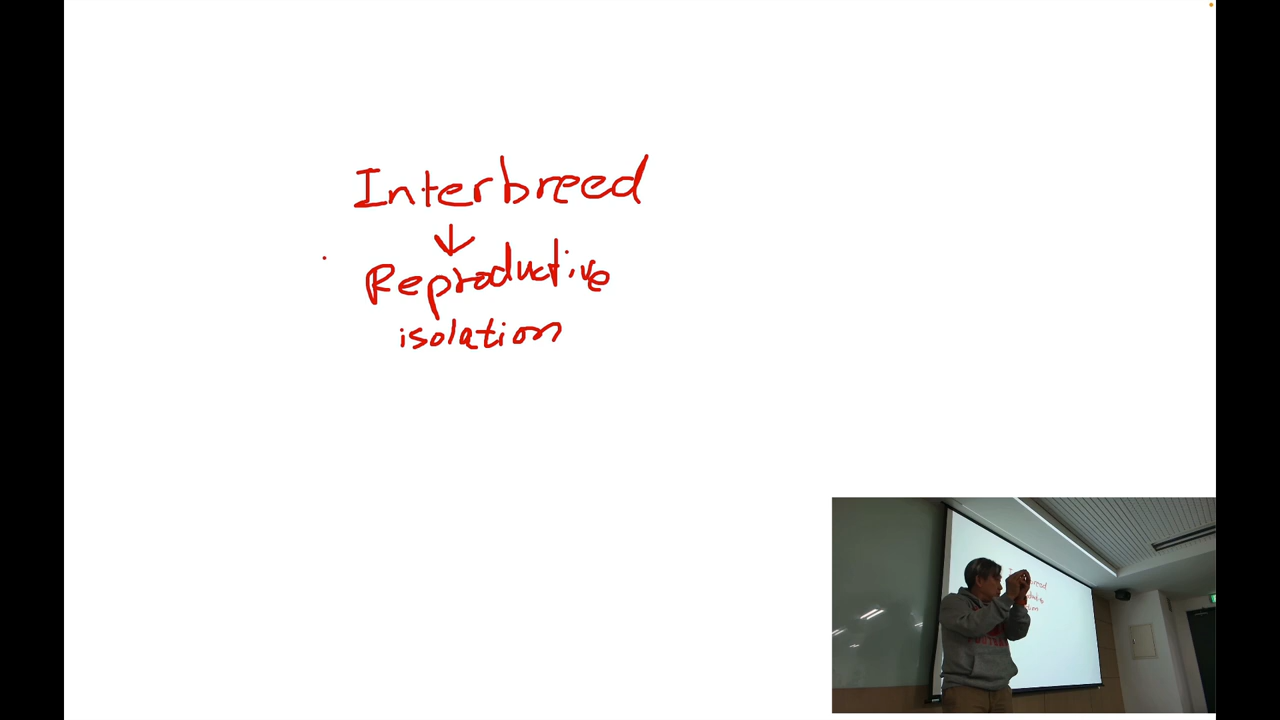 Interbreed
↓
Reproductive
isolation